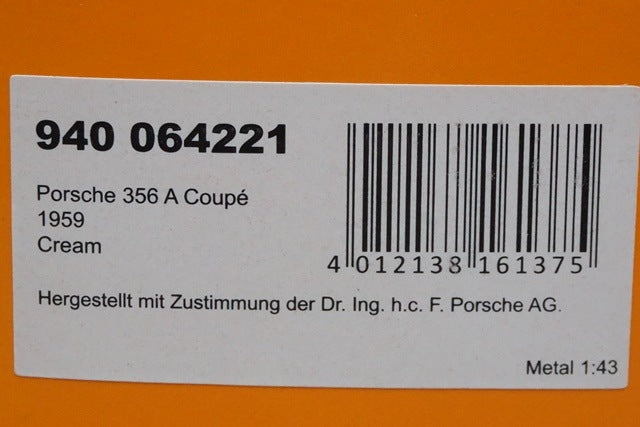 940 064221
Porsche 356 A Coupé
1959
Cream
4 012138 161375
Hergestellt mit Zustimmung der Dr. Ing. h.c. F. Porsche AG.
Metal 1:43